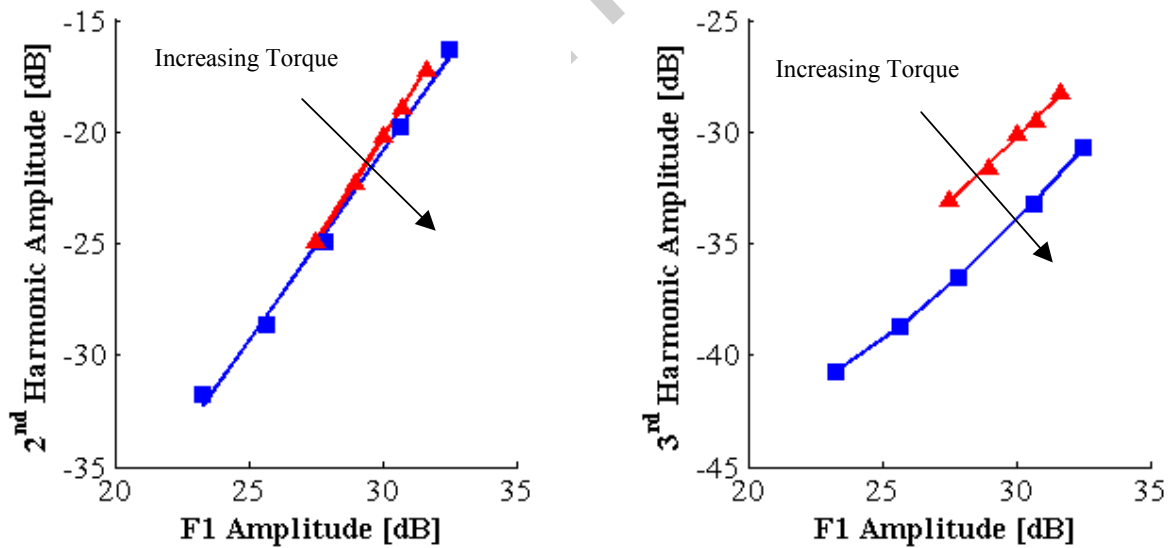 -15
-20
-25
-30
-35
20 25 30 35
2nd Harmonic Amplitude [dB]
F1 Amplitude [dB]
Increasing Torque
-25
-30
-35
-40
-45
20 25 30 35
3rd Harmonic Amplitude [dB]
F1 Amplitude [dB]
Increasing Torque